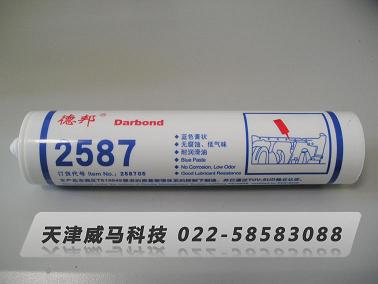 德邦® Darbond
2587
订货代号 Item No.: 258706
◆ 蓝色膏状
◆ 无腐蚀、低气味
◆ 耐润滑油
◆ Blue Paste
◆ No Corrosion, Low Odor
◆ Good Lubricant Resistance
天津威马科技 022-58583088